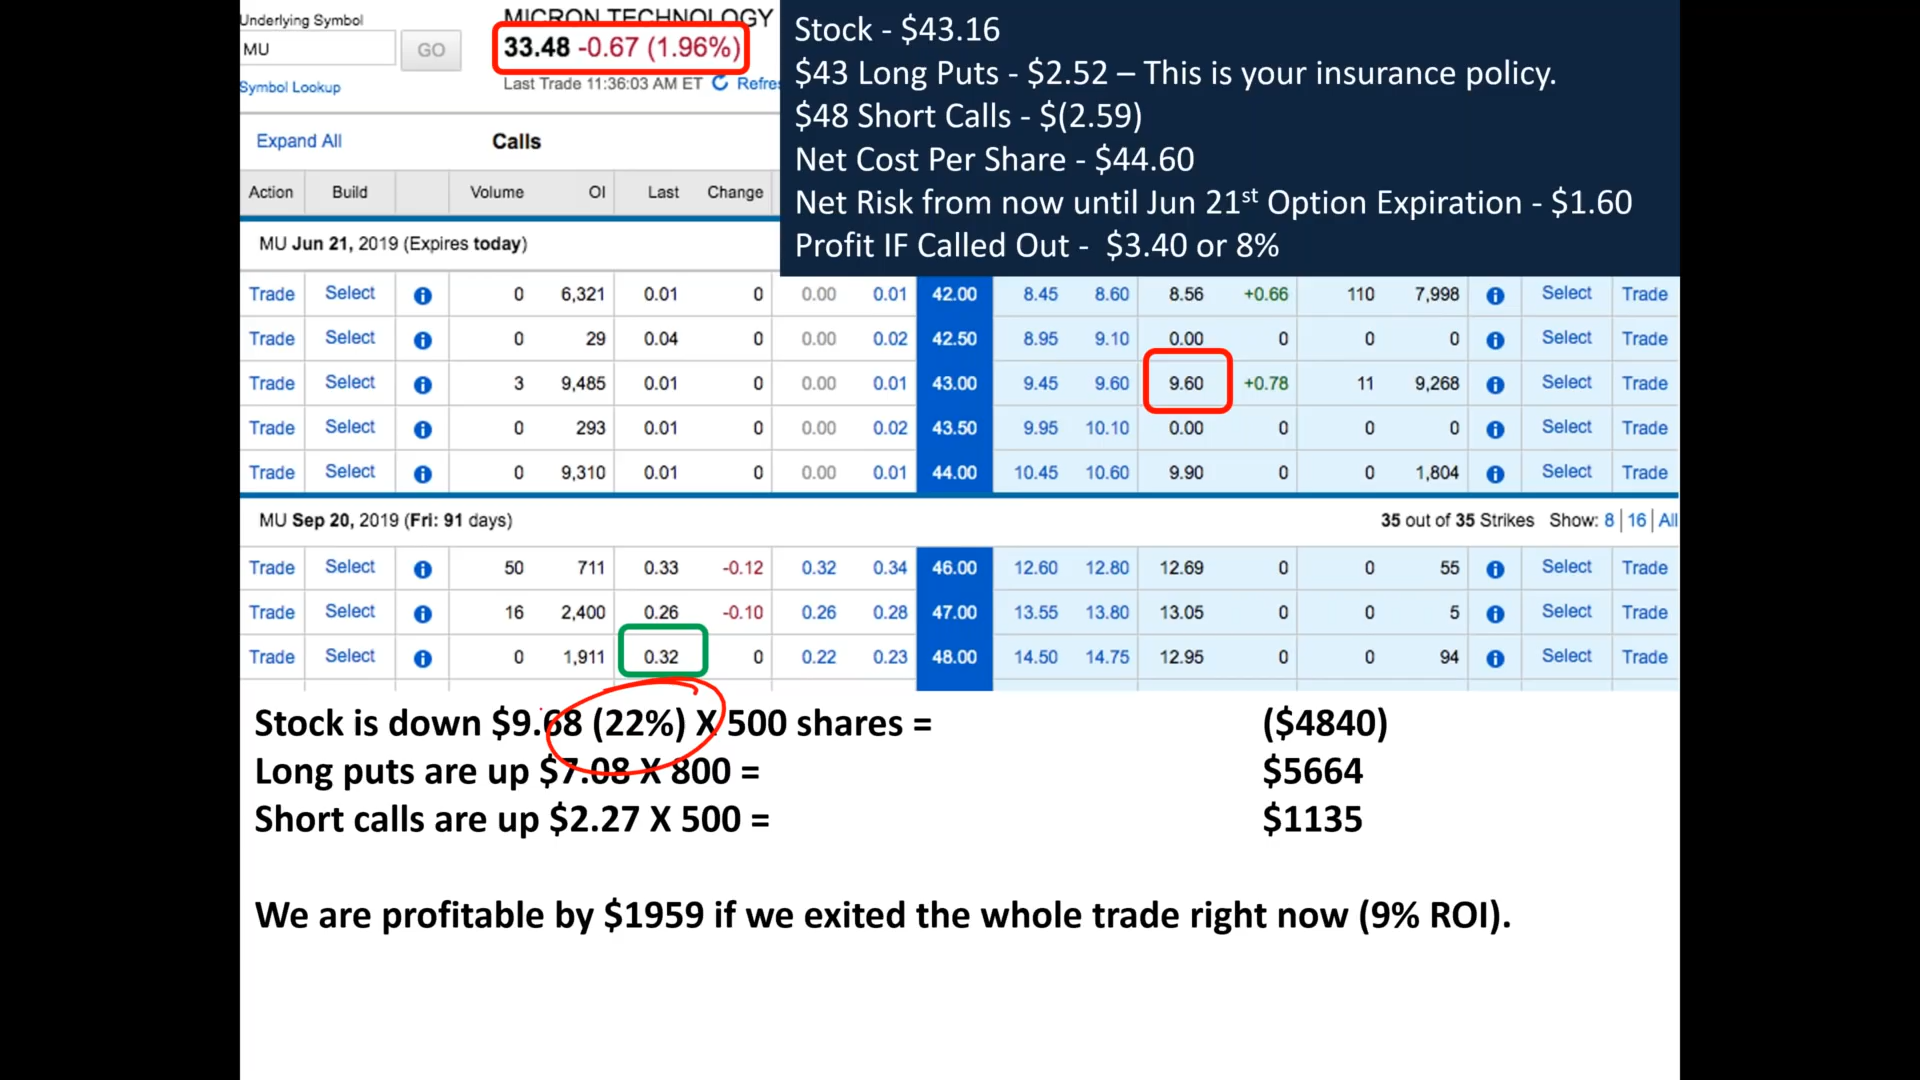 Underlying Symbol
MICRON TECHNOLOGY
MU GO
33.48 -0.67 (1.96%)
Symbol Lookup
Last Trade 11:36:03 AM ET Refres
Stock - $43.16
$43 Long Puts - $2.52 – This is your insurance policy.
$48 Short Calls - $(2.59)
Net Cost Per Share - $44.60
Net Risk from now until Jun 21st Option Expiration - $1.60
Profit IF Called Out - $3.40 or 8%
Expand All Calls
Action Build Volume OI Last Change
MU Jun 21, 2019 (Expires today)
Trade Select 0 6,321 0.01 0 0.00 0.01 42.00 8.45 8.60 8.56 +0.66 110 7,998 Select Trade
Trade Select 0 29 0.04 0 0.00 0.02 42.50 8.95 9.10 0.00 0 0 0 Select Trade
Trade Select 3 9,485 0.01 0 0.00 0.01 43.00 9.45 9.60 9.60 +0.78 11 9,268 Select Trade
Trade Select 0 293 0.01 0 0.00 0.02 43.50 9.95 10.10 0.00 0 0 0 Select Trade
Trade Select 0 9,310 0.01 0 0.00 0.01 44.00 10.45 10.60 9.90 0 0 1,804 Select Trade
MU Sep 20, 2019 (Fri: 91 days) 35 out of 35 Strikes Show: 8 | 16 | All
Trade Select 50 711 0.33 -0.12 0.32 0.34 46.00 12.60 12.80 12.69 0 0 55 Select Trade
Trade Select 16 2,400 0.26 -0.10 0.26 0.28 47.00 13.55 13.80 13.05 0 0 5 Select Trade
Trade Select 0 1,911 0.32 0 0.22 0.23 48.00 14.50 14.75 12.95 0 0 94 Select Trade
Stock is down $9.68 (22%) X 500 shares = ($4840)
Long puts are up $7.08 X 800 = $5664
Short calls are up $2.27 X 500 = $1135
We are profitable by $1959 if we exited the whole trade right now (9% ROI).